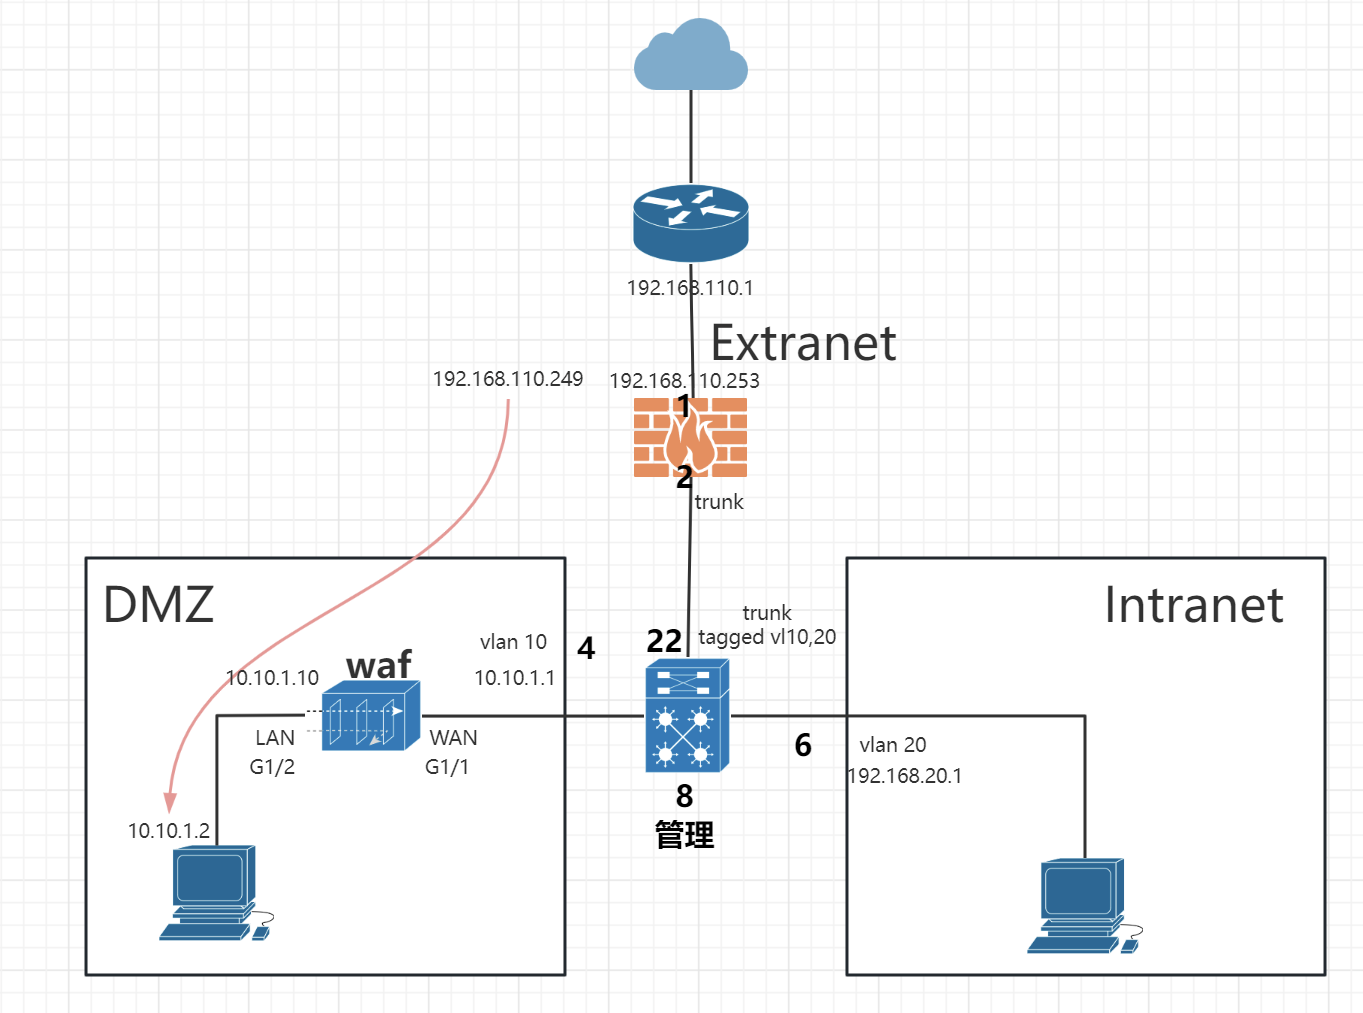 192.168.110.1
Extranet
192.168.110.249
192.168.110.253
1
2
trunk
DMZ
Intranet
trunk
tagged vl10,20
22
vlan 10
4
waf
10.10.1.10
10.10.1.1
LAN
G1/2
WAN
G1/1
6
vlan 20
192.168.20.1
8
管理
10.10.1.2